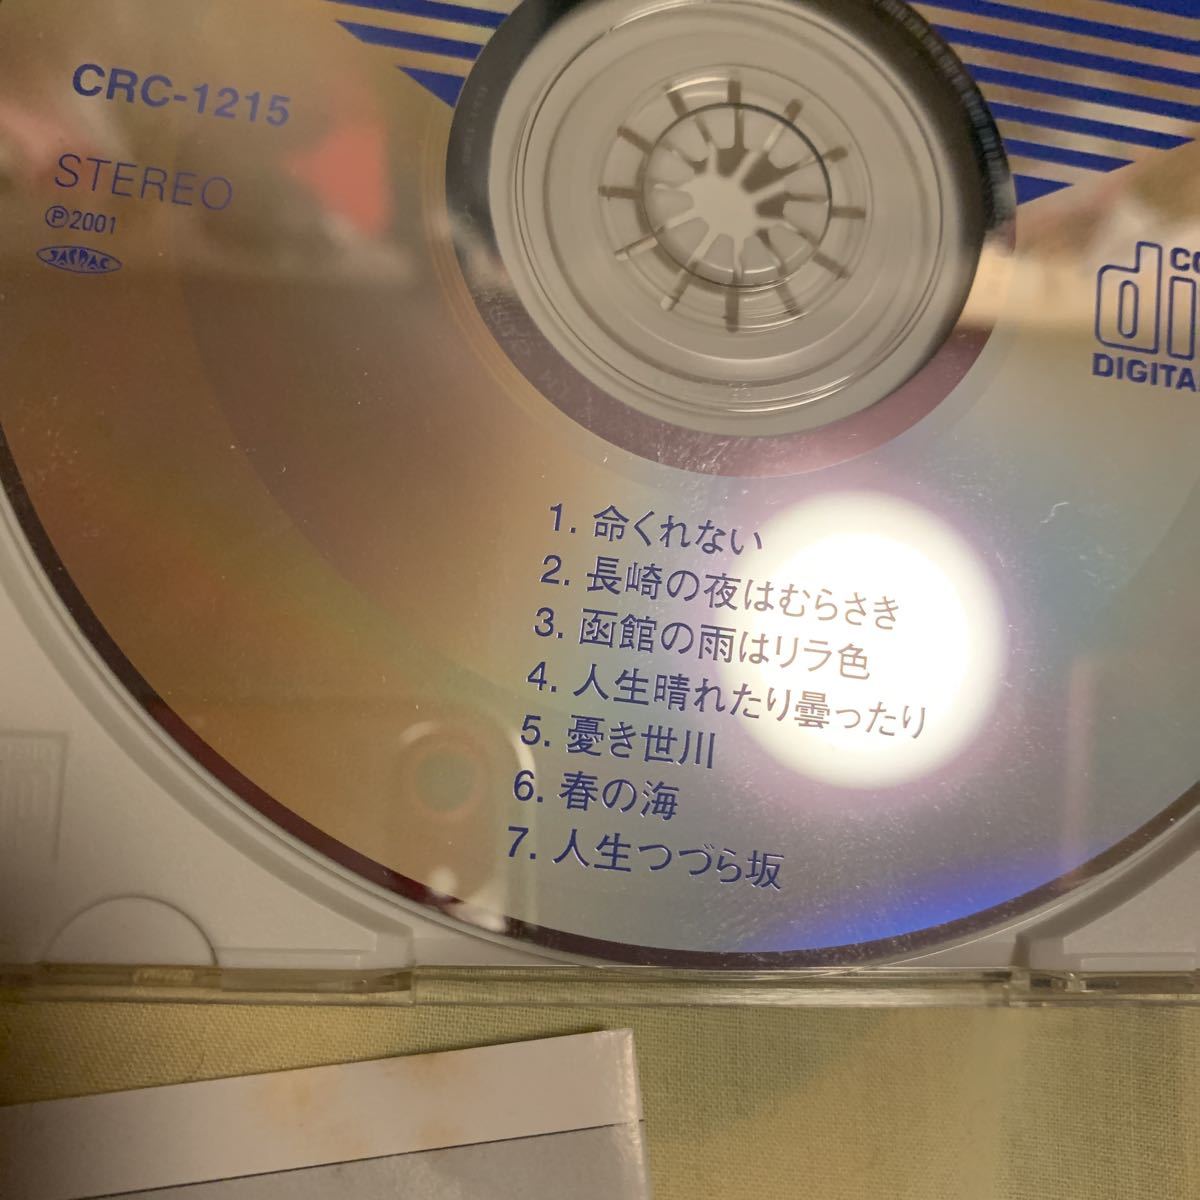 CRC-1215
STEREO
Ⓟ2001
JASRAC
DIGITA
1. 命くれない
2. 長崎の夜はむらさき
3. 函館の雨はリラ色
4. 人生晴れたり曇ったり
5. 憂き世川
6. 春の海
7. 人生つづら坂